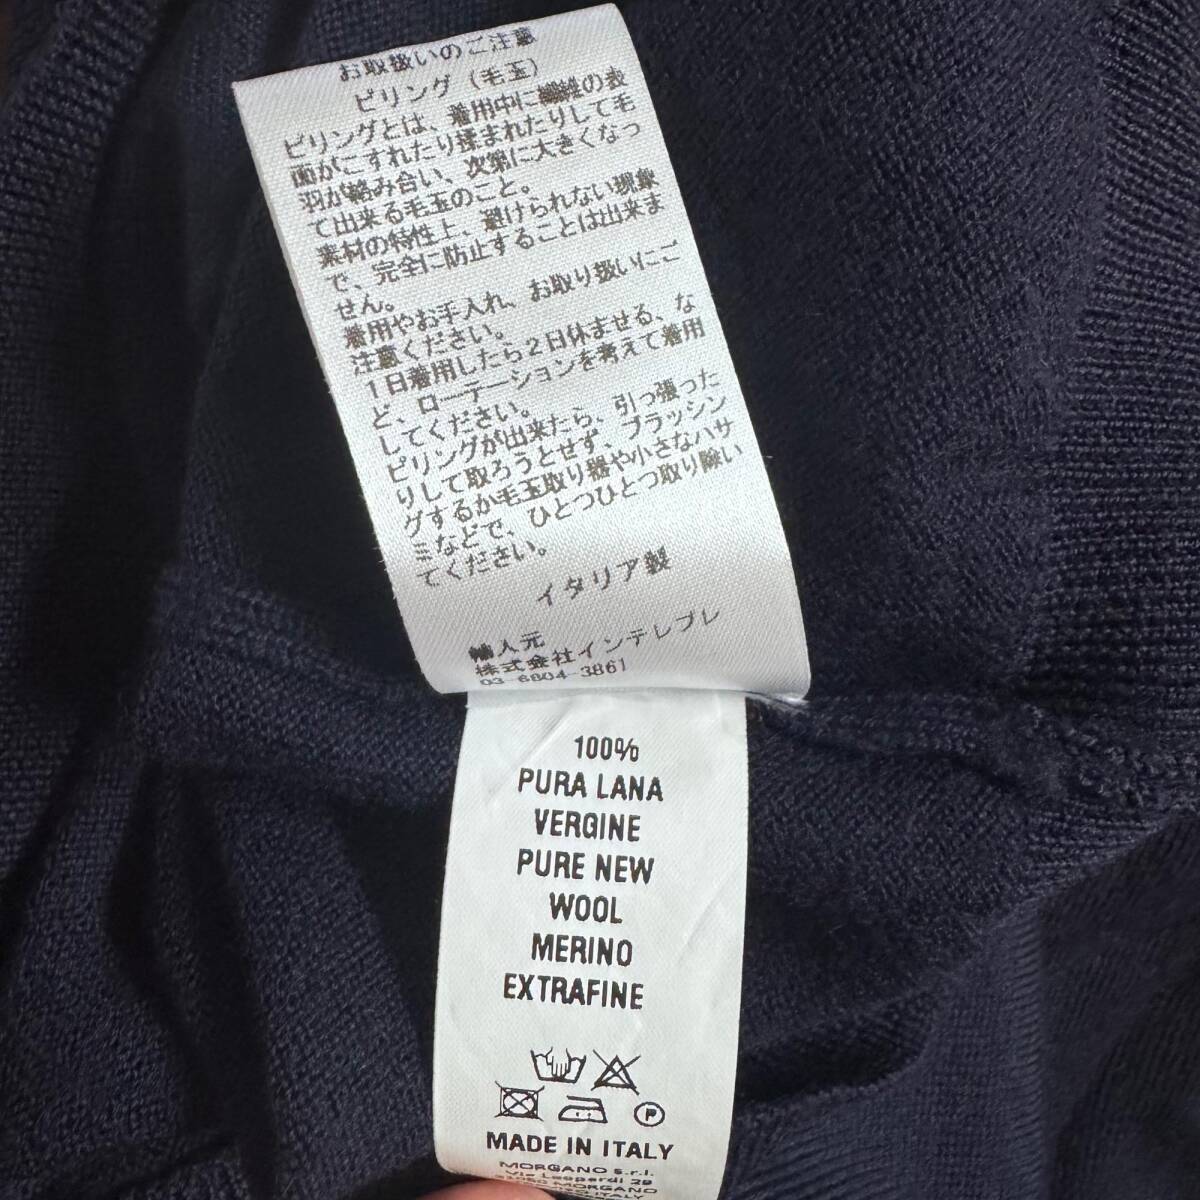 お取扱いのご注意
ピリング（毛玉）
ピリングとは、着用中に繊維の表
面がこすれたり揉まれたりして毛
羽が絡み合い、次第に大きくなっ
て出来る毛玉のこと。
素材の特性上、避けられない現象
で、完全に防止することは出来ま
せん。
着用やお手入れ、お取り扱いにご
注意ください。
1日着用したら2日休ませる、な
ど、ローテーションを考えて着用
してください。
ピリングが出来たら、引っ張った
りして取ろうとせず、ブラッシン
グするか毛玉取り器や小さなハサ
ミなどで、ひとつひとつ取り除い
てください。
イタリア製
輸入元
株式会社インテレプレ
03-6804-3861
100%
PURA LANA
VERGINE
PURE NEW
WOOL
MERINO
EXTRAFINE
P
MADE IN ITALY
MORGANO s.r.l.
Via Leopardi 29
31050 MORGANO
ITALY